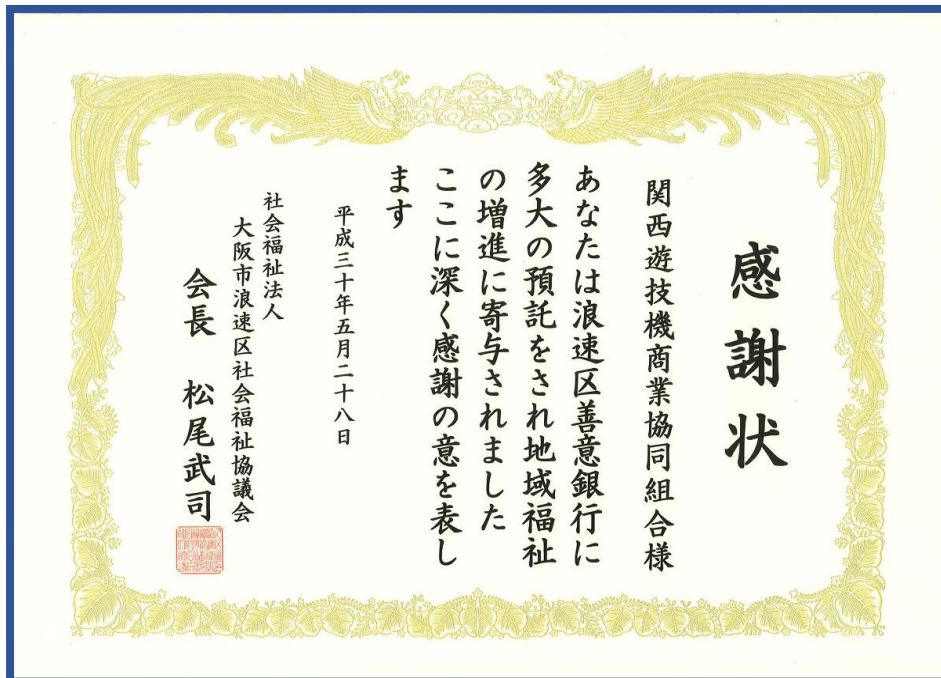 感謝状
関西遊技機商業協同組合様
あなたは浪速区善意銀行に
多大の預託をされ地域福祉
の増進に寄与されました
ここに深く感謝の意を表し
ます
平成三十年五月二十八日
社会福祉法人
大阪市浪速区社会福祉協議会
会長 松尾武司